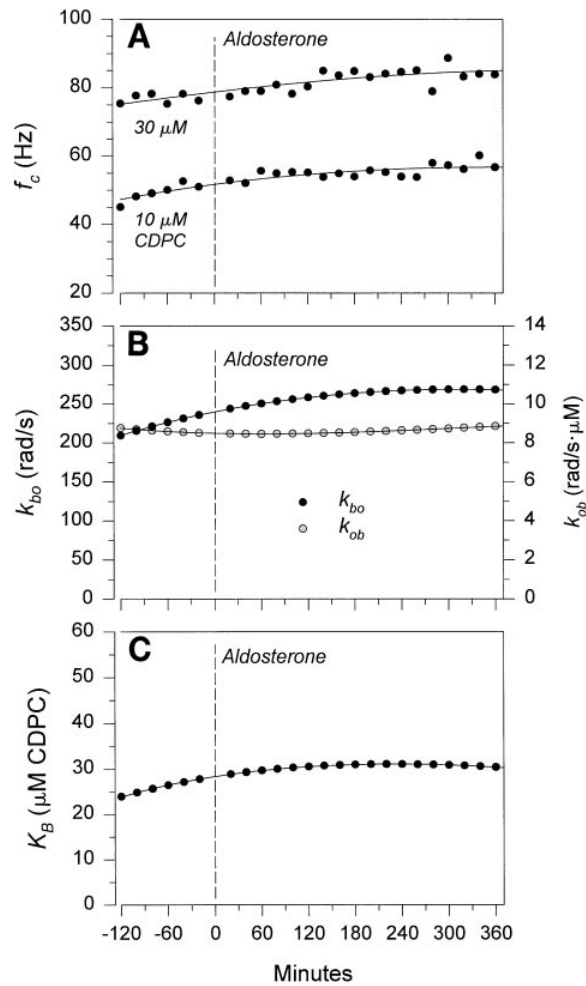 A
Aldosterone
100
80
60
40
20
f_c (Hz)
30 μM
10 μM
CDPC
B
Aldosterone
350
300
250
200
150
100
50
0
k_bo (rad/s)
14
12
10
8
6
4
2
0
k_ob (rad/s·μM)
k_bo
k_ob
C
Aldosterone
60
50
40
30
20
10
0
K_B (μM CDPC)
-120 -60 0 60 120 180 240 300 360
Minutes